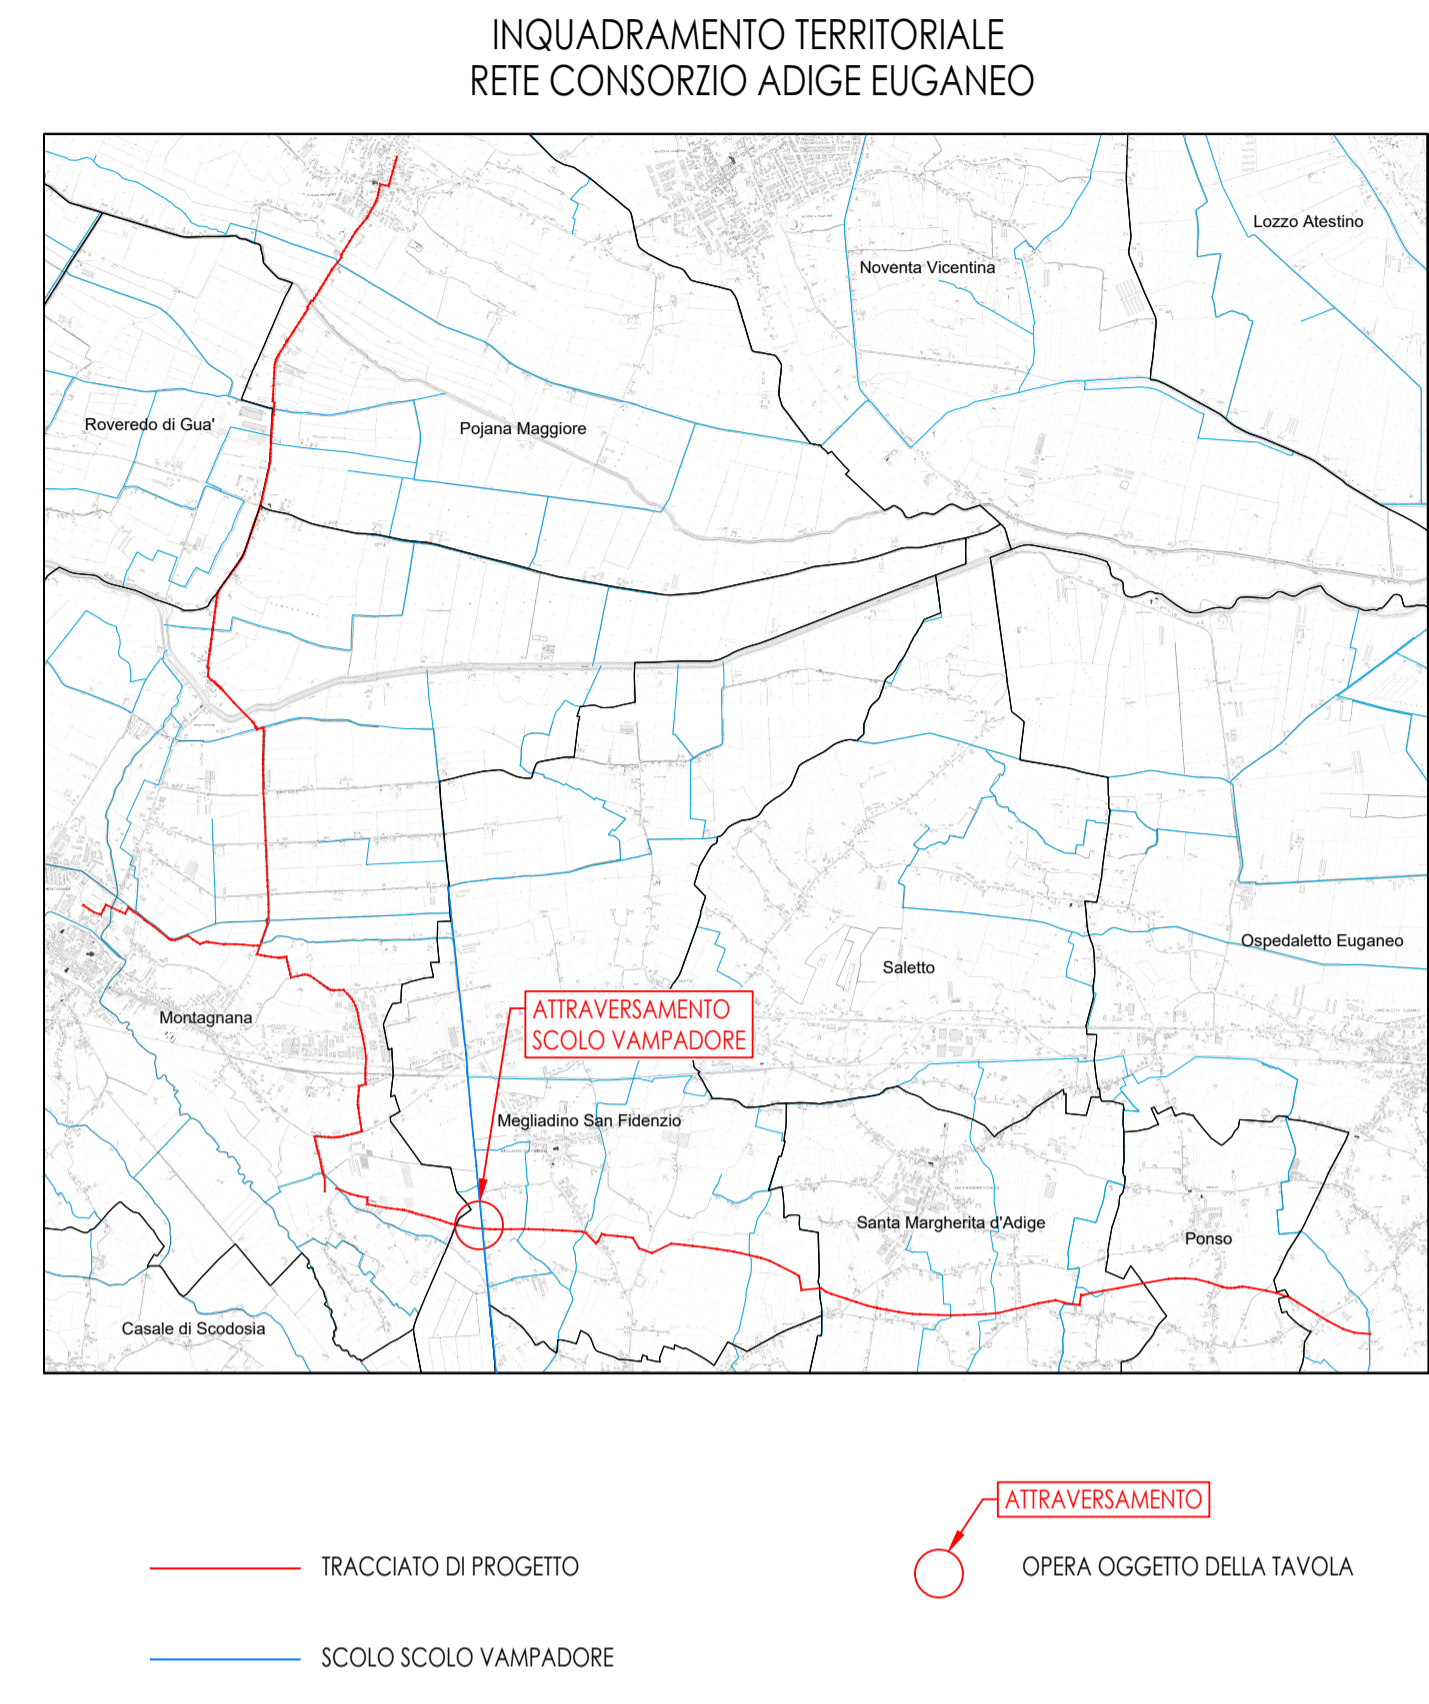 INQUADRAMENTO TERRITORIALE
RETE CONSORZIO ADIGE EUGANEO
Lozzo Atestino
Noventa Vicentina
Roveredo di Gua'
Pojana Maggiore
Ospedaletto Euganeo
Saletto
Montagnana
ATTRAVERSAMENTO
SCOLO VAMPADORE
Megliadino San Fidenzio
Santa Margherita d'Adige
Ponso
Casale di Scodosia
ATTRAVERSAMENTO
TRACCIATO DI PROGETTO
OPERA OGGETTO DELLA TAVOLA
SCOLO SCOLO VAMPADORE